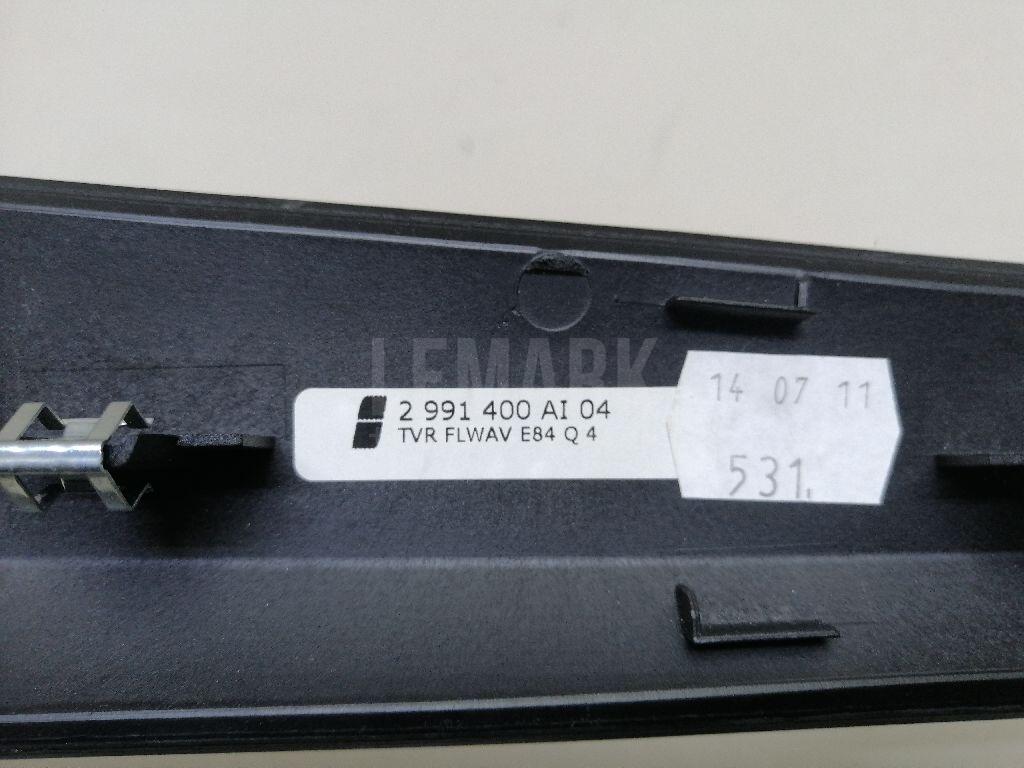 LEMARK
2 991 400 AI 04
TVR FLWAV E84 Q 4
14 07 11
531.